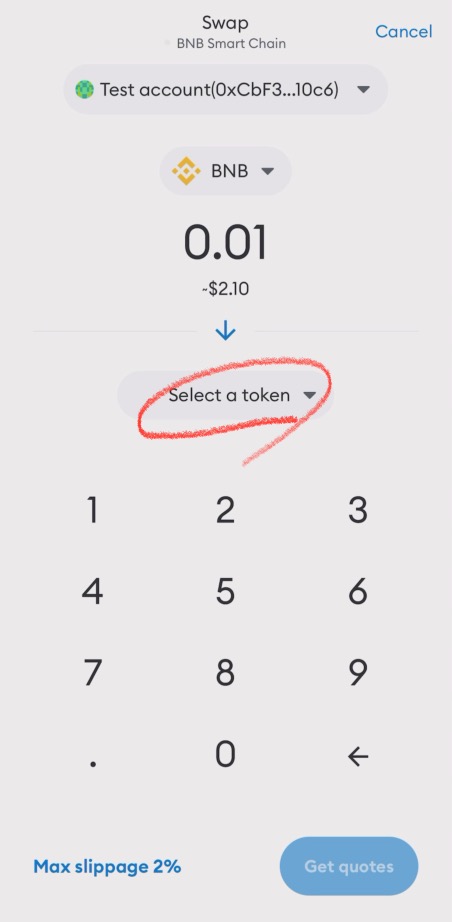 Swap
BNB Smart Chain
Cancel
Test account(0xCbF3...10c6)
BNB
0.01
~$2.10
Select a token
1 2 3
4 5 6
7 8 9
. 0 ←
Max slippage 2%
Get quotes